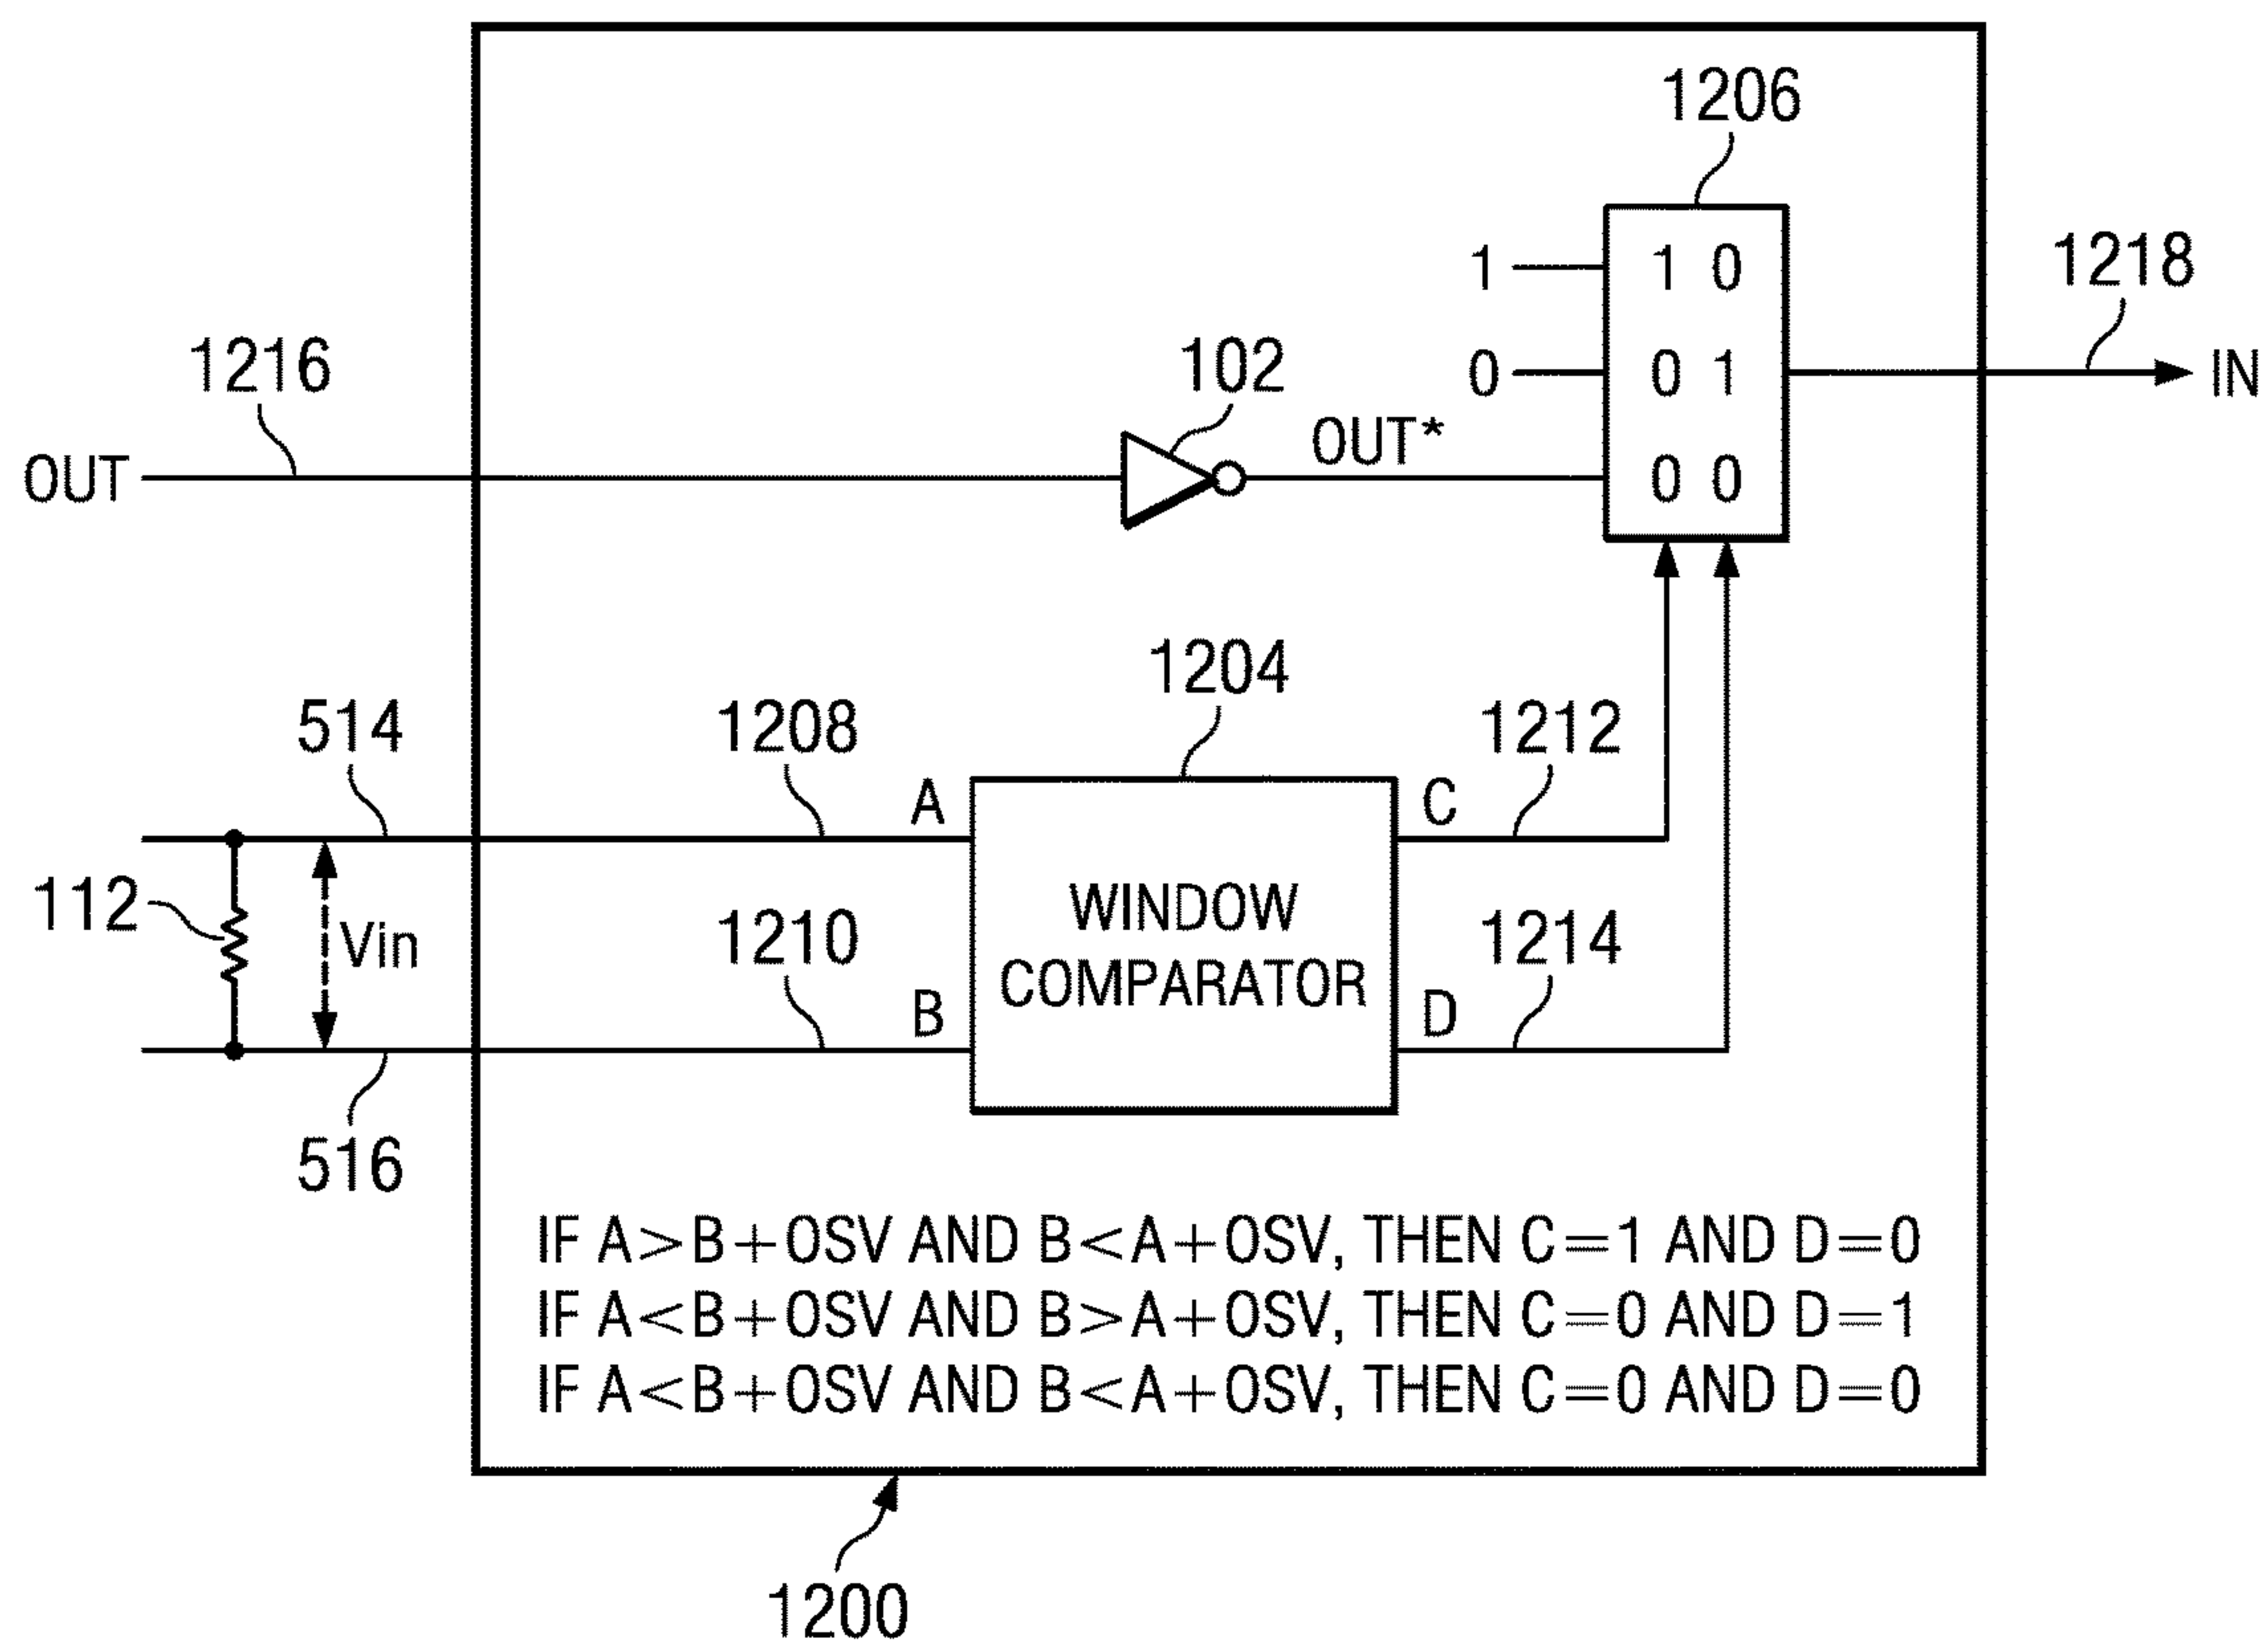 1206
1 1 0
1218
1216
102
0 0 1
IN
OUT*
OUT
0 0
1204
514
1208
1212
A
C
112
Vin
WINDOW
1210
1214
COMPARATOR
B
D
516
IF A>B+OSV AND B<A+OSV, THEN C=1 AND D=0
IF A<B+OSV AND B>A+OSV, THEN C=0 AND D=1
IF A<B+OSV AND B<A+OSV, THEN C=0 AND D=0
1200